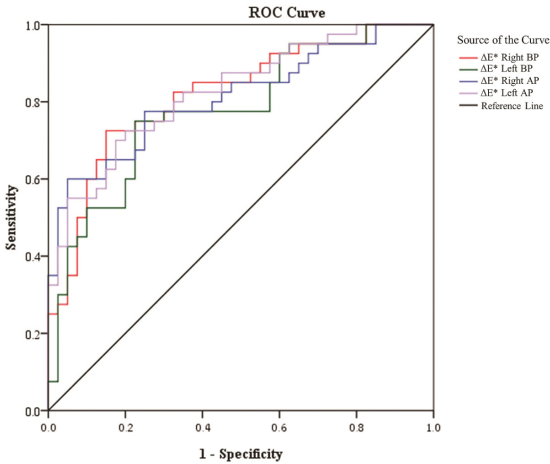 ROC Curve
Source of the Curve
ΔE* Right BP
ΔE* Left BP
ΔE* Right AP
ΔE* Left AP
Reference Line
Sensitivity
1.0
0.8
0.6
0.4
0.2
0.0
0.0 0.2 0.4 0.6 0.8 1.0
1 - Specificity